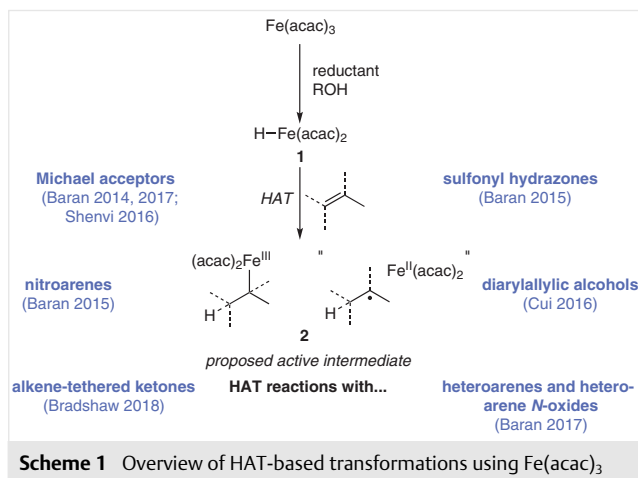 Fe(acac)₃
reductant
ROH
H–Fe(acac)₂
1
Michael acceptors
(Baran 2014, 2017;
Shenvi 2016)
HAT
sulfonyl hydrazones
(Baran 2015)
(acac)₂Feᴵᴵᴵ
"
Feᴵᴵ(acac)₂
"
nitroarenes
(Baran 2015)
H
H
diarylallylic alcohols
(Cui 2016)
2
proposed active intermediate
alkene-tethered ketones
(Bradshaw 2018)
HAT reactions with...
heteroarenes and hetero-
arene N-oxides
(Baran 2017)
Scheme 1 Overview of HAT-based transformations using Fe(acac)₃